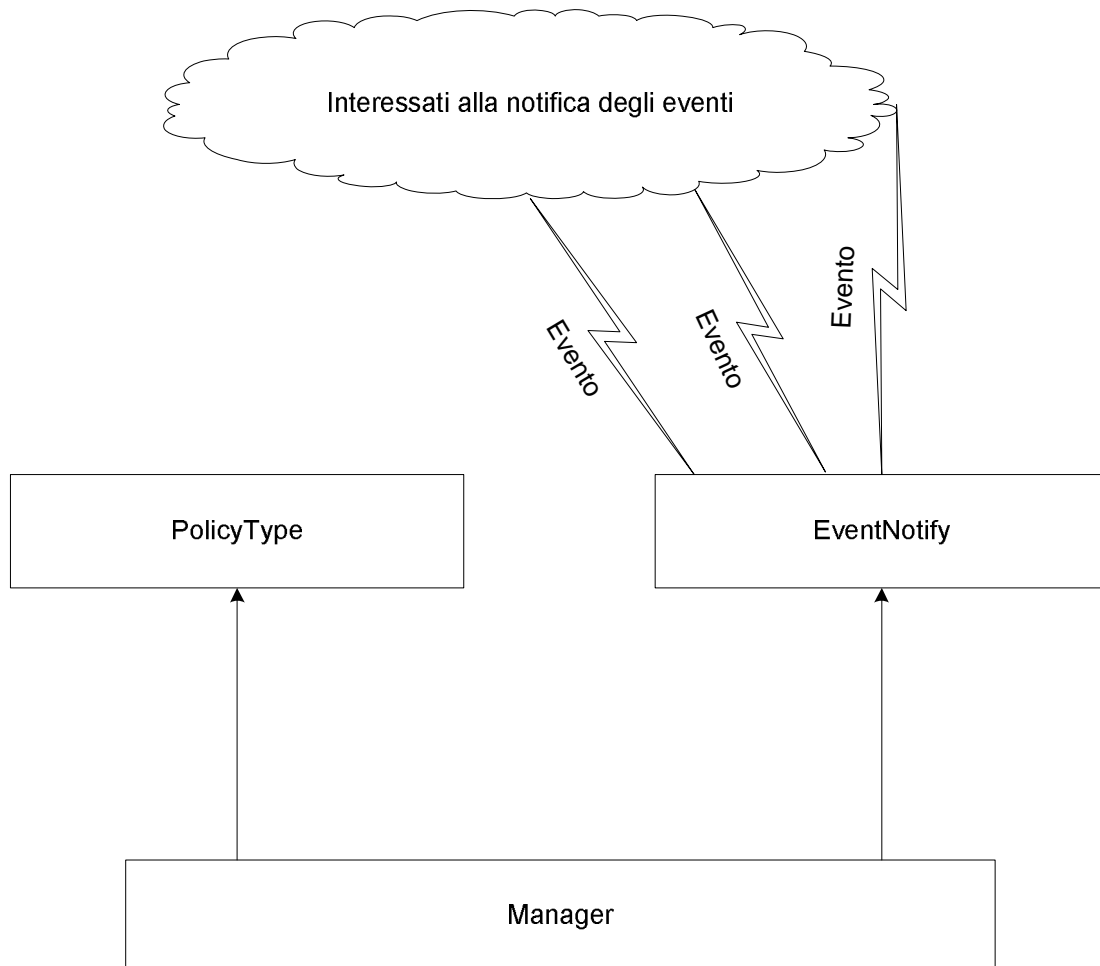 Interessati alla notifica degli eventi
Evento
Evento
Evento
PolicyType
EventNotify
Manager